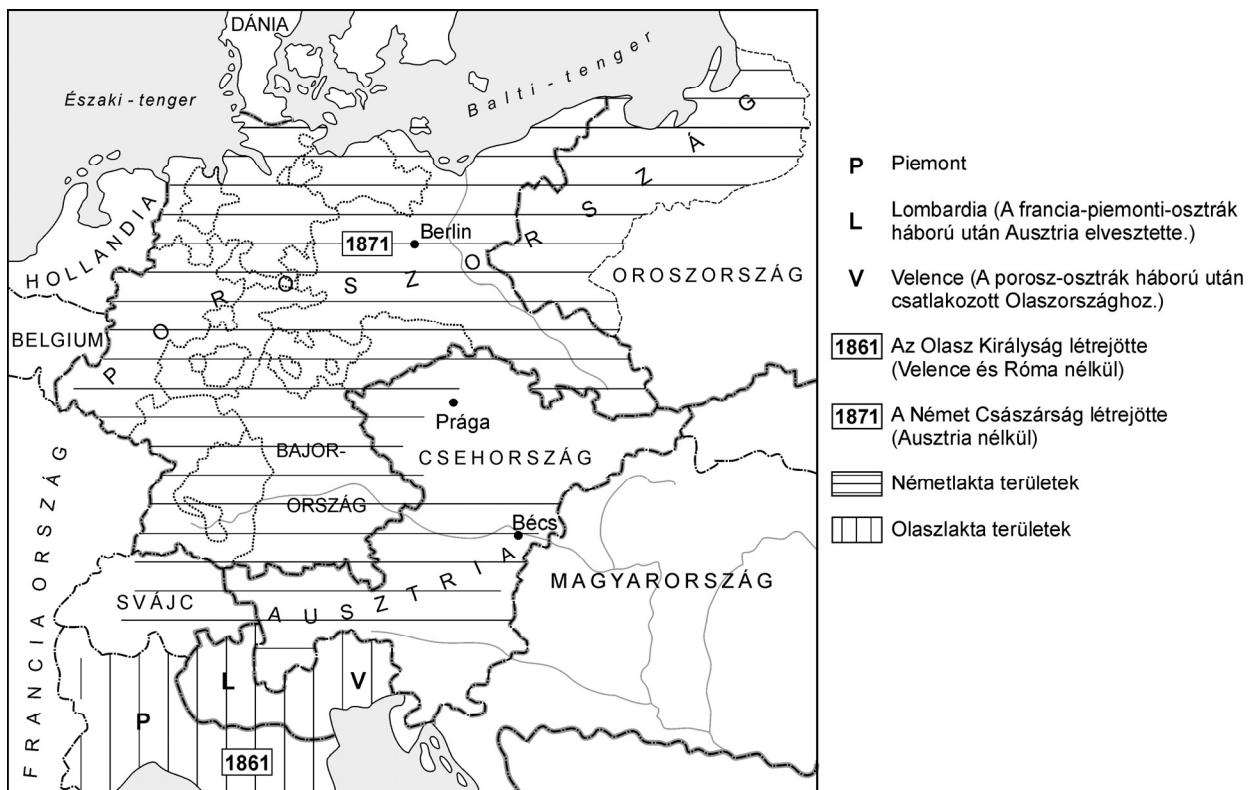 DÁNIA
Északi-tenger
Balti-tenger
HOLLANDIA
BELGIUM
POROSZORSZÁG
1871
Berlin
OROSZORSZÁG
Prága
CSEHORSZÁG
BAJOR-
ORSZÁG
Bécs
FRANCIAORSZÁG
MAGYARORSZÁG
SVÁJC
AUSZTRIA
L
V
P
1861
P Piemont
L Lombardia (A francia-piemonti-osztrák
háború után Ausztria elvesztette.)
V Velence (A porosz-osztrák háború után
csatlakozott Olaszországhoz.)
1861 Az Olasz Királyság létrejötte
(Velence és Róma nélkül)
1871 A Német Császárság létrejötte
(Ausztria nélkül)
Németlakta területek
Olaszlakta területek